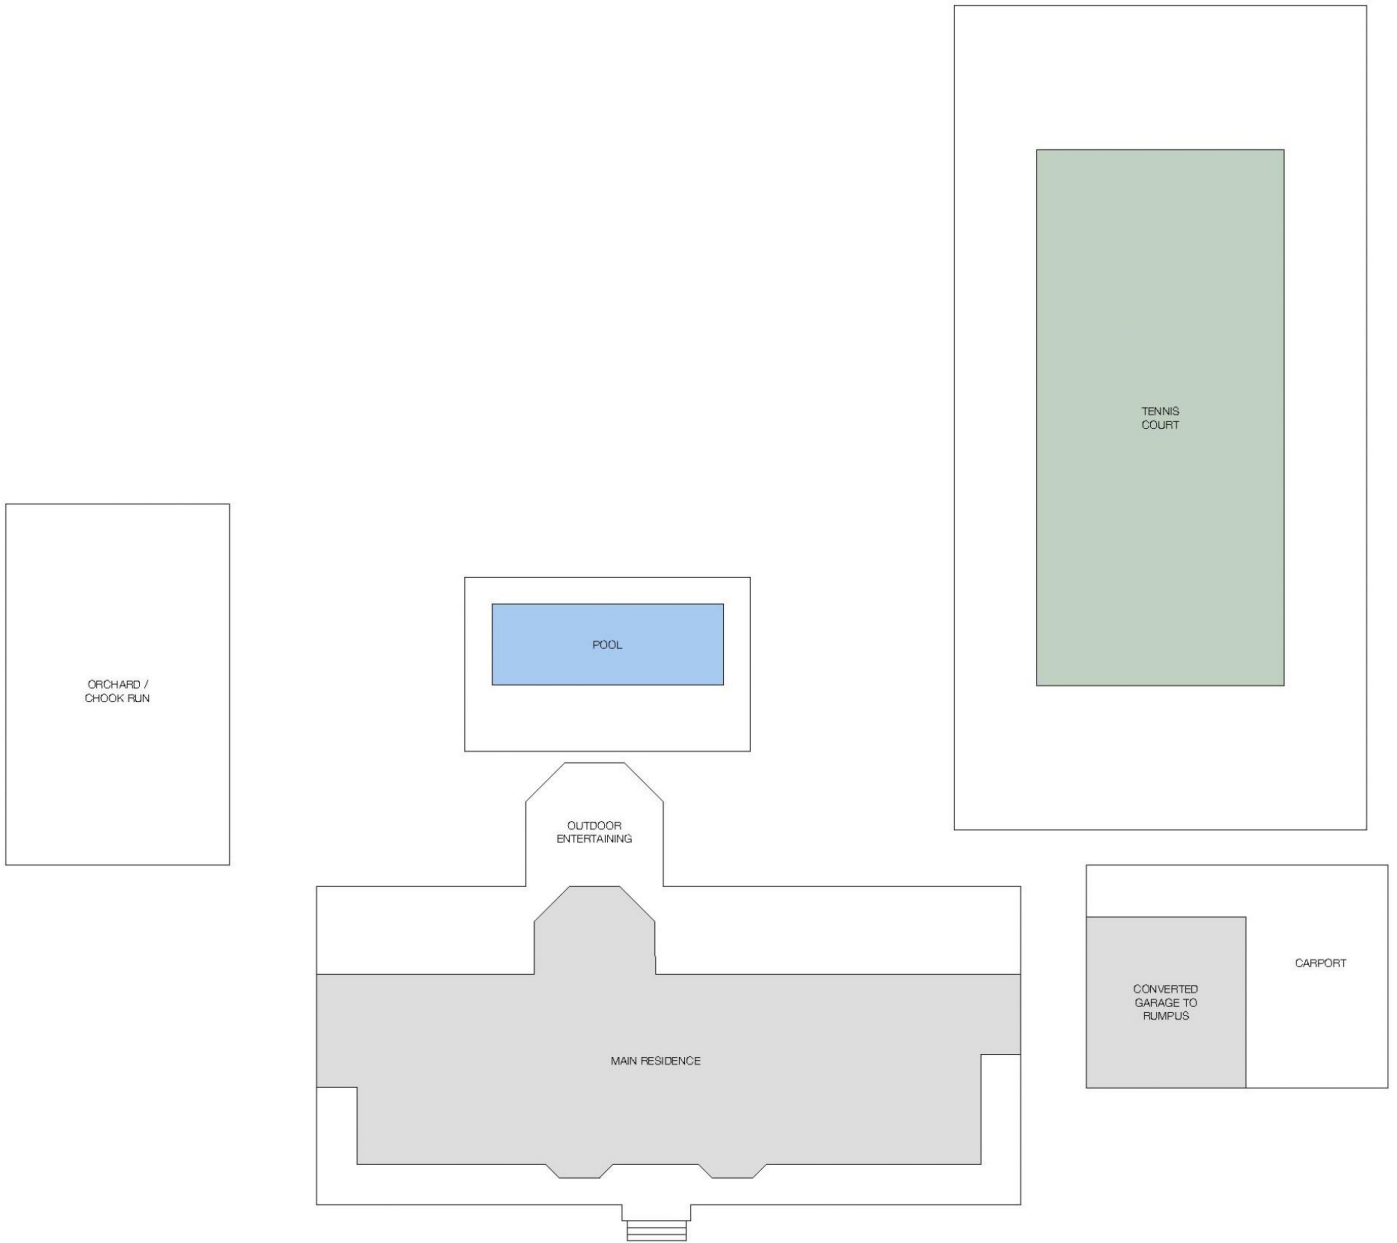 TENNIS
COURT
POOL
ORCHARD /
CHOOK RUN
OUTDOOR
ENTERTAINING
CARPORT
CONVERTED
GARAGE TO
RUMPUS
MAIN RESIDENCE